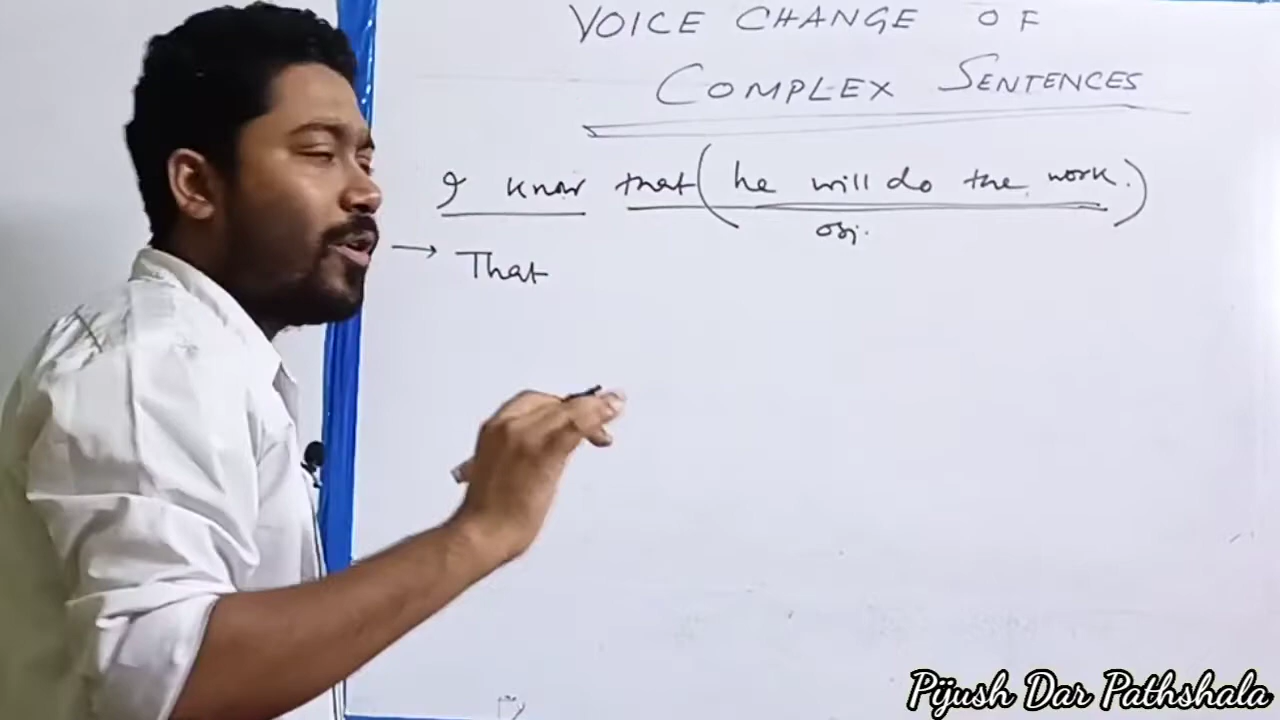 VOICE CHANGE OF
COMPLEX SENTENCES
I know that (he will do the work.)
obj.
→ That
Pijush Dar Pathshala